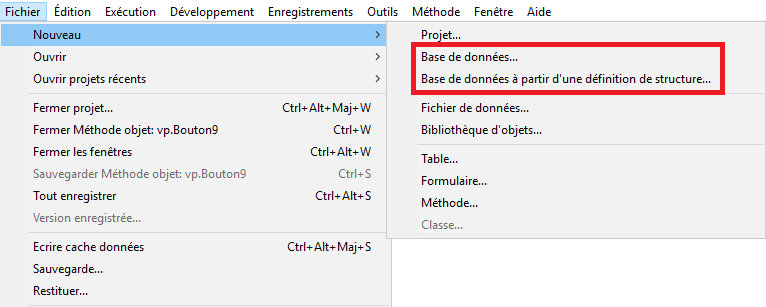 Fichier Édition Exécution Développement Enregistrements Outils Méthode Fenêtre Aide
Nouveau
Ouvrir
Ouvrir projets récents
Fermer projet... Ctrl+Alt+Maj+W
Fermer Méthode objet: vp.Bouton9 Ctrl+W
Fermer les fenêtres Ctrl+Alt+W
Sauvegarder Méthode objet: vp.Bouton9 Ctrl+S
Tout enregistrer Ctrl+Alt+S
Version enregistrée...
Ecrire cache données Ctrl+Alt+Maj+S
Sauvegarde...
Restituer...
Projet...
Base de données...
Base de données à partir d'une définition de structure...
Fichier de données...
Bibliothèque d'objets...
Table...
Formulaire...
Méthode...
Classe...